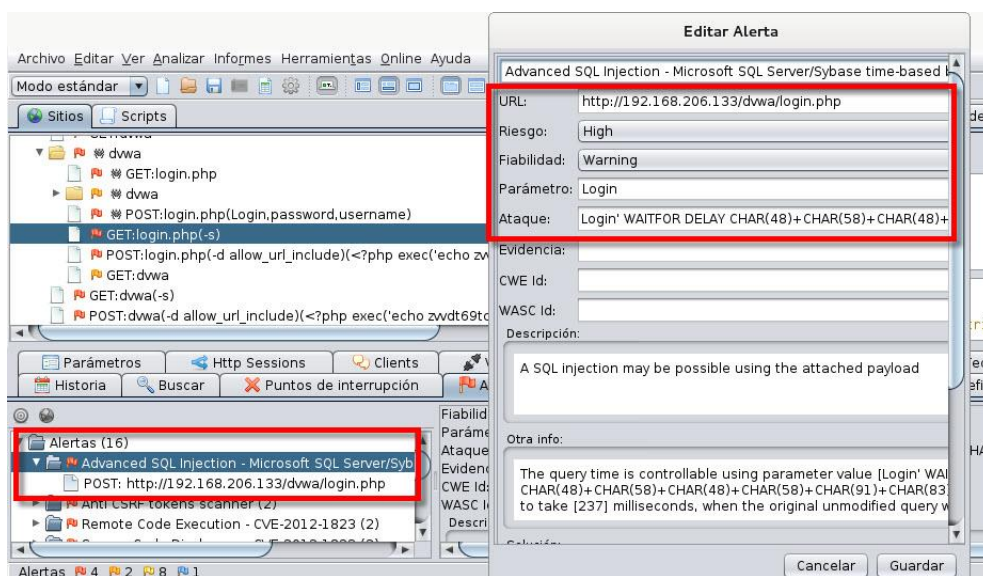 Archivo Editar Ver Analizar Informes Herramientas Online Ayuda
Modo estándar
Sitios Scripts
dvwa
GET:login.php
dvwa
POST:login.php(Login,password,username)
GET:login.php(-s)
POST:login.php(-d allow_url_include)(<?php exec('echo
GET:dvwa
GET:dvwa(-s)
POST:dvwa(-d allow_url_include)(<?php exec('echo
Parámetros Http Sessions Clients
Historia Buscar Puntos de interrupción
Alertas (16)
Advanced SQL Injection - Microsoft SQL Server/Syb
POST: http://192.168.206.133/dvwa/login.php
Anti CSRF tokens scanner (2)
Remote Code Execution - CVE-2012-1823 (2)
Alertas 4 2 8 1
Fiabilid
Paráme
Ataque
Evidenc
CWE Id:
WASC Id
Descri
Editar Alerta
Advanced SQL Injection - Microsoft SQL Server/Sybase time-based
URL: http://192.168.206.133/dvwa/login.php
Riesgo: High
Fiabilidad: Warning
Parámetro: Login
Ataque: Login' WAITFOR DELAY CHAR(48)+CHAR(58)+CHAR(48)+
Evidencia:
CWE Id:
WASC Id:
Descripción:
A SQL injection may be possible using the attached payload
Otra info:
The query time is controllable using parameter value [Login' WAI
CHAR(48)+CHAR(58)+CHAR(48)+CHAR(58)+CHAR(91)+CHAR(83)
to take [237] milliseconds, when the original unmodified query
Cancelar Guardar